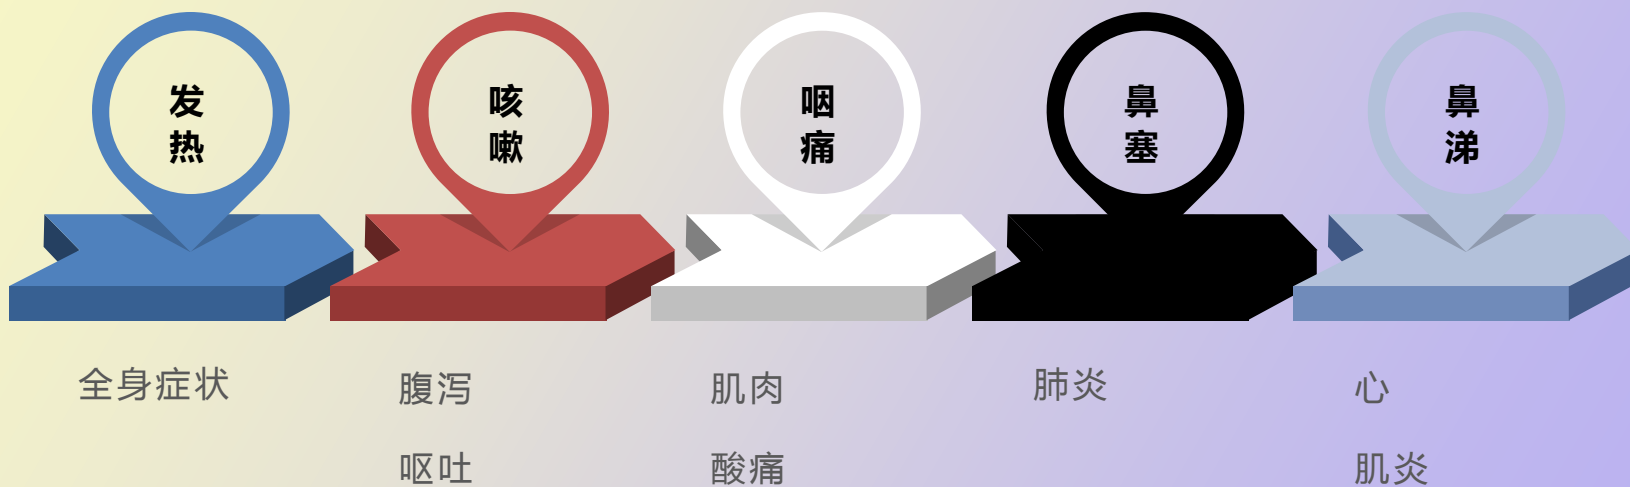 发
热
咳
嗽
咽
痛
鼻
塞
鼻
涕
全身症状
腹泻
呕吐
肌肉
酸痛
肺炎
心
肌炎